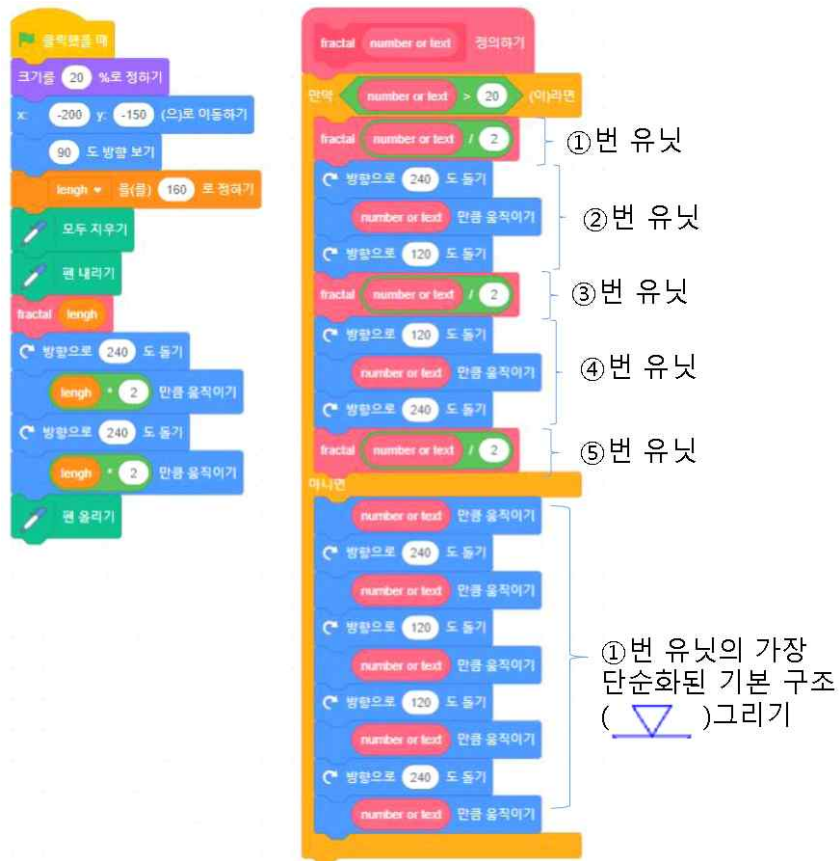 클릭했을 때
크기를 20 %로 정하기
x: -200 y: -150 (으)로 이동하기
90 도 방향 보기
lengh 을(를) 160 로 정하기
모두 지우기
펜 내리기
fractal lengh
방향으로 240 도 돌기
lengh * 2 만큼 움직이기
방향으로 240 도 돌기
lengh * 2 만큼 움직이기
펜 올리기
fractal number or text 정의하기
만약 number or text > 20 (이)라면
fractal number or text / 2
①번 유닛
방향으로 240 도 돌기
number or text 만큼 움직이기
방향으로 120 도 돌기
②번 유닛
fractal number or text / 2
③번 유닛
방향으로 120 도 돌기
number or text 만큼 움직이기
방향으로 240 도 돌기
④번 유닛
fractal number or text / 2
⑤번 유닛
아니면
number or text 만큼 움직이기
방향으로 240 도 돌기
number or text 만큼 움직이기
방향으로 120 도 돌기
number or text 만큼 움직이기
방향으로 120 도 돌기
number or text 만큼 움직이기
방향으로 240 도 돌기
number or text 만큼 움직이기
①번 유닛의 가장
단순화된 기본 구조
( )그리기